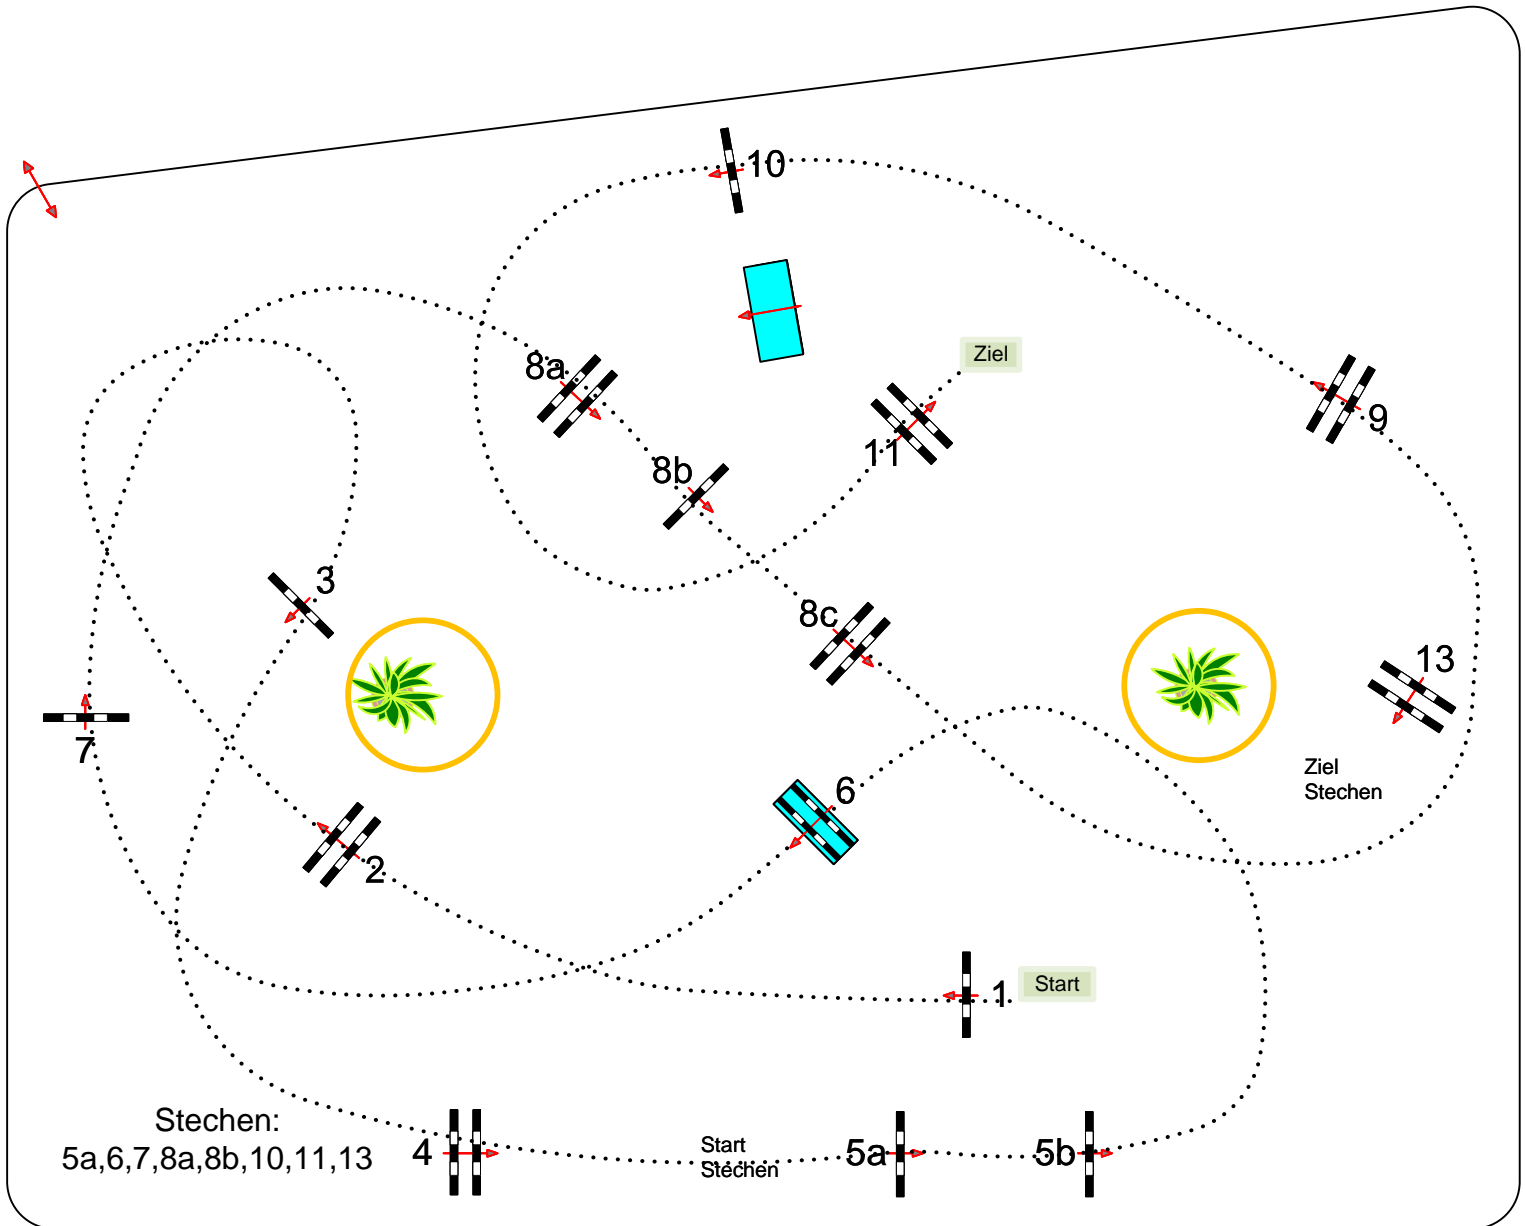 10
Ziel
8a
9
11
8b
3
8c
13
7
Ziel
Stechen
6
2
1
Start
Stechen:
5a,6,7,8a,8b,10,11,13
4
Start
Stechen
5a
5b